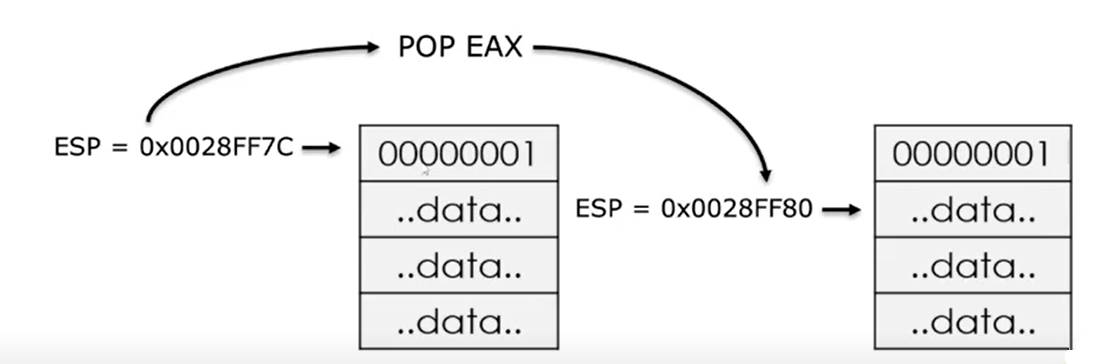 POP EAX
ESP = 0x0028FF7C
00000001
..data..
..data..
..data..
ESP = 0x0028FF80
00000001
..data..
..data..
..data..